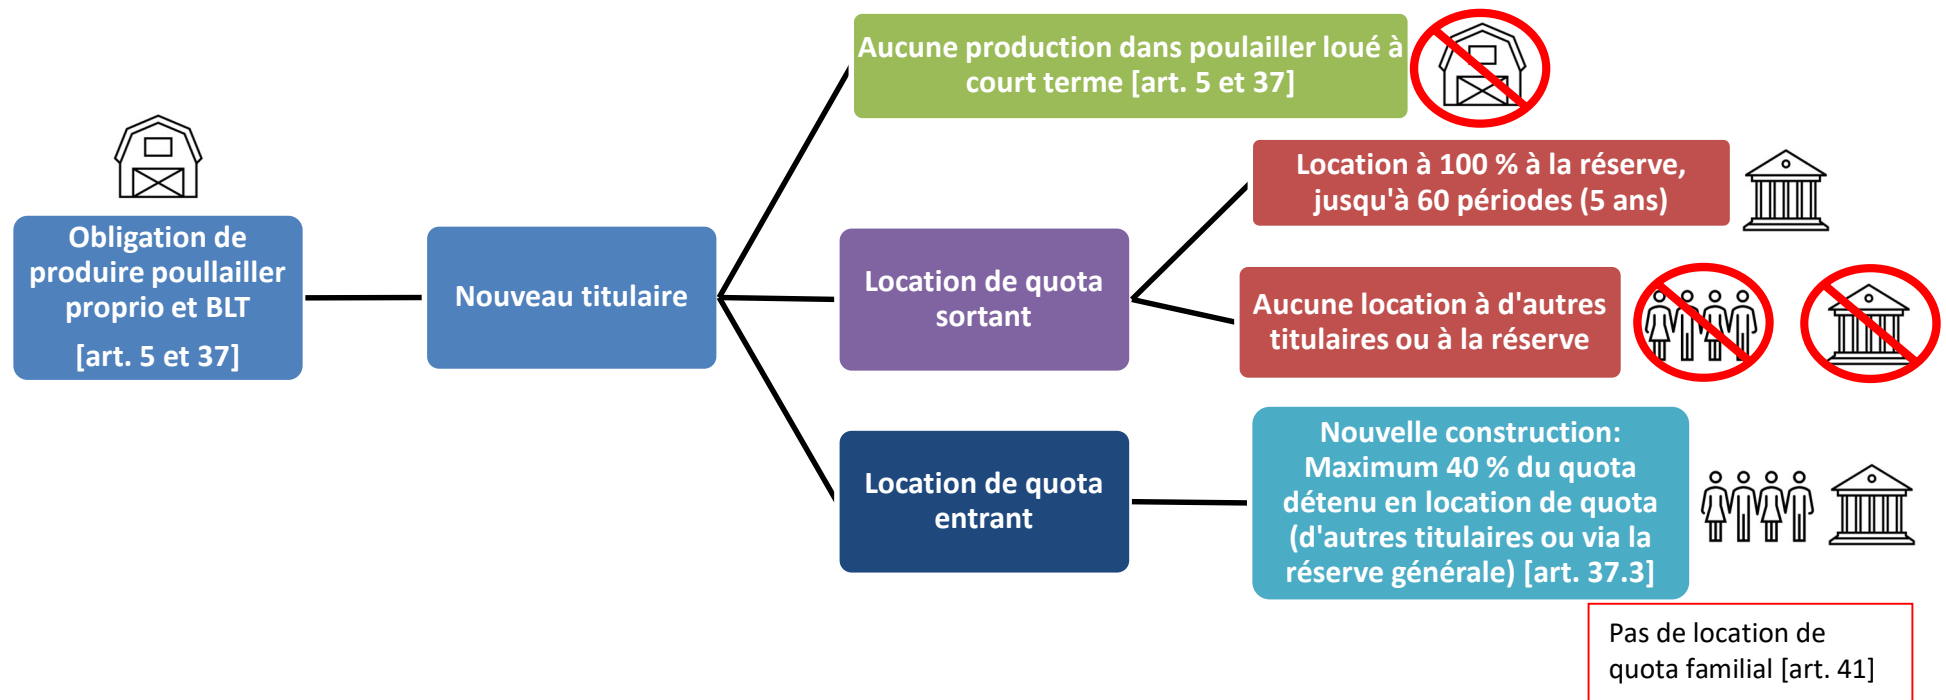 Obligation de
produire poullailler
proprio et BLT
[art. 5 et 37]
Nouveau titulaire
Aucune production dans poulailler loué à
court terme [art. 5 et 37]
Location de quota
sortant
Location à 100 % à la réserve,
jusqu'à 60 périodes (5 ans)
Aucune location à d'autres
titulaires ou à la réserve
Location de quota
entrant
Nouvelle construction:
Maximum 40 % du quota
détenu en location de quota
(d'autres titulaires ou via la
réserve générale) [art. 37.3]
Pas de location de
quota familial [art. 41]